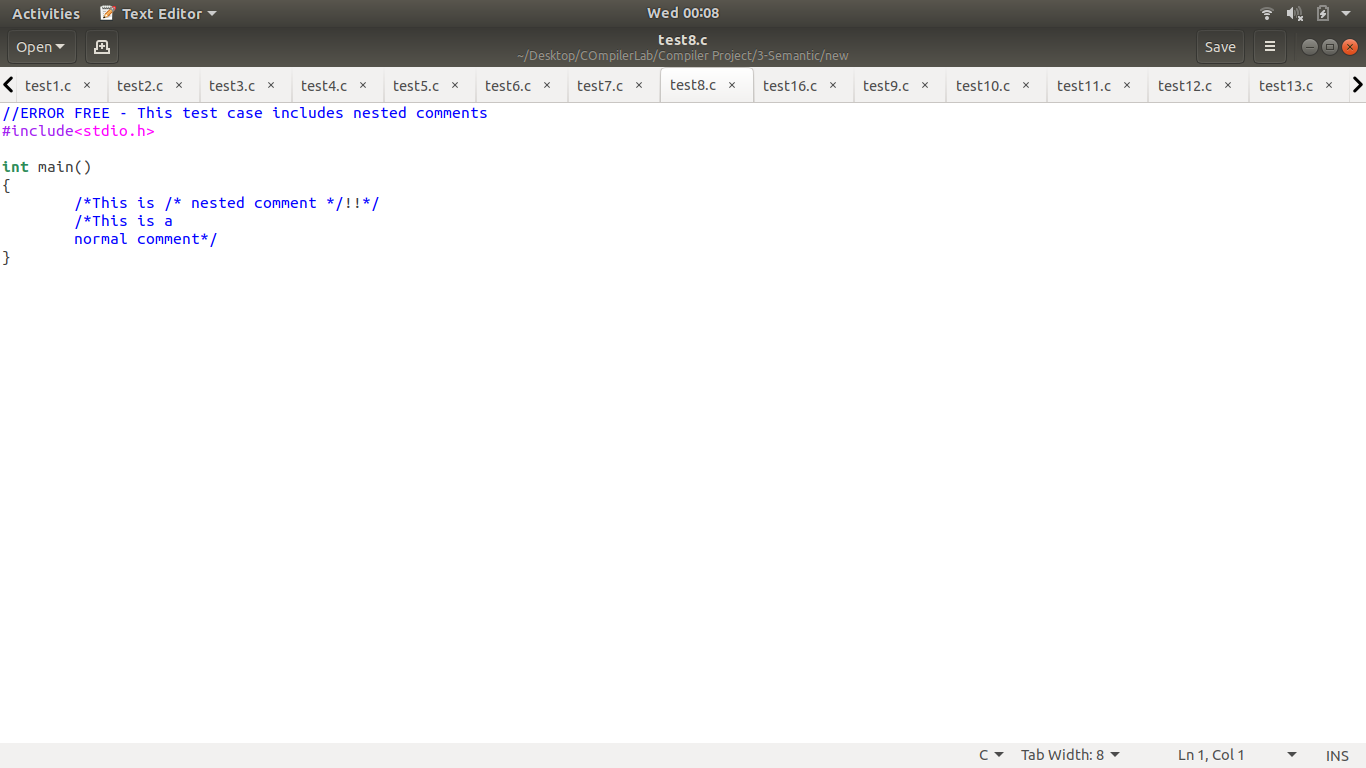 Activities Text Editor Wed 00:08
Open test8.c Save
~/Desktop/COmpilerLab/Compiler Project/3-Semantic/new
test1.c × test2.c × test3.c × test4.c × test5.c × test6.c × test7.c × test8.c × test16.c × test9.c × test10.c × test11.c × test12.c × test13.c ×
//ERROR FREE - This test case includes nested comments
#include<stdio.h>
int main()
{
/*This is /* nested comment */!!*/
/*This is a
normal comment*/
}
C Tab Width: 8 Ln 1, Col 1 INS